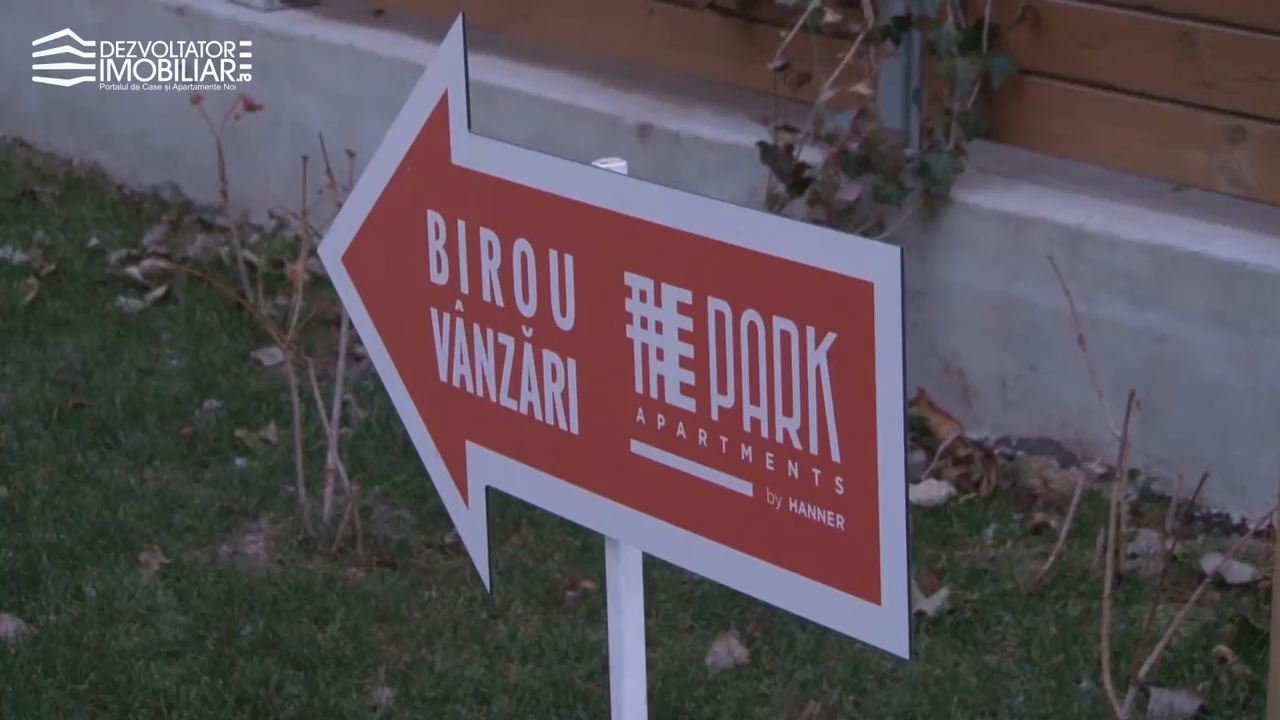 DEZVOLTATOR
IMOBILIAR.ro
Portalul de Case și Apartamente Noi
BIROU
VÂNZĂRI
THE PARK
APARTMENTS
by HANNER